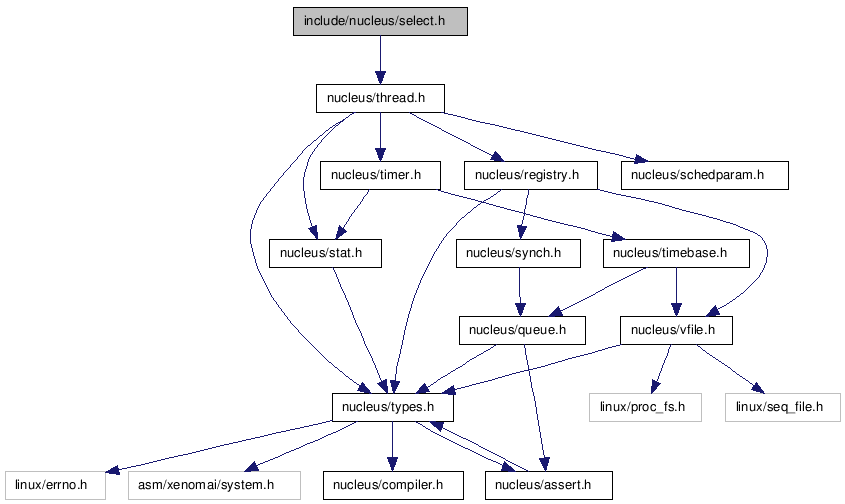 include/nucleus/select.h
nucleus/thread.h
nucleus/timer.h
nucleus/registry.h
nucleus/schedparam.h
nucleus/stat.h
nucleus/synch.h
nucleus/timebase.h
nucleus/queue.h
nucleus/vfile.h
nucleus/types.h
linux/proc_fs.h
linux/seq_file.h
linux/errno.h
asm/xenomai/system.h
nucleus/compiler.h
nucleus/assert.h